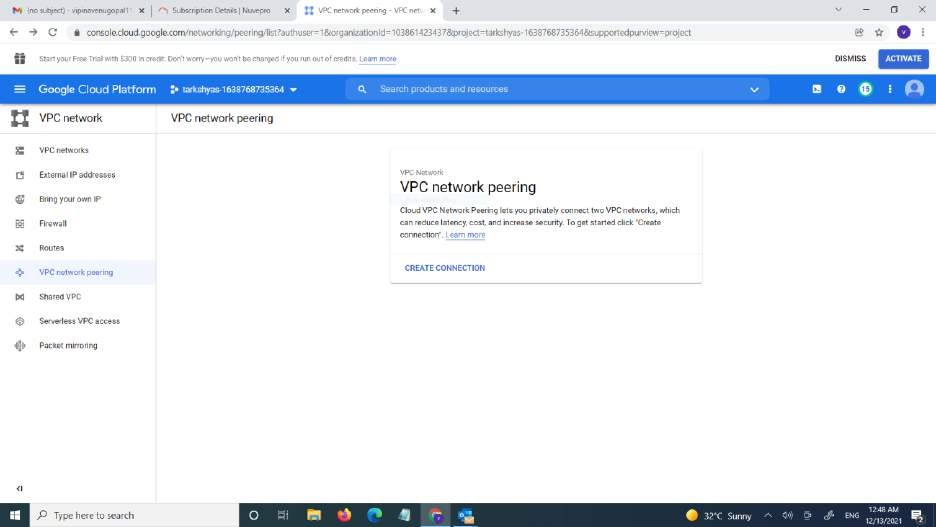 (no subject) - vipinavenugopal11
Subscription Details | Nuvepro
VPC network peering - VPC netw
console.cloud.google.com/networking/peering/list?authuser=1&organizationId=103861423437&project=tarkshyas-1638768735364&supportedpurview=project
V
Start your Free Trial with $300 in credit. Don't worry—you won't be charged if you run out of credits. Learn more
DISMISS
ACTIVATE
Google Cloud Platform
tarkshyas-1638768735364
Search products and resources
15
VPC network
VPC network peering
VPC networks
External IP addresses
Bring your own IP
Firewall
Routes
VPC network peering
Shared VPC
Serverless VPC access
Packet mirroring
VPC Network
VPC network peering
Cloud VPC Network Peering lets you privately connect two VPC networks, which
can reduce latency, cost, and increase security. To get started click "Create
connection". Learn more
CREATE CONNECTION
Type here to search
32°C Sunny
ENG
12:48 AM
12/13/2021
2